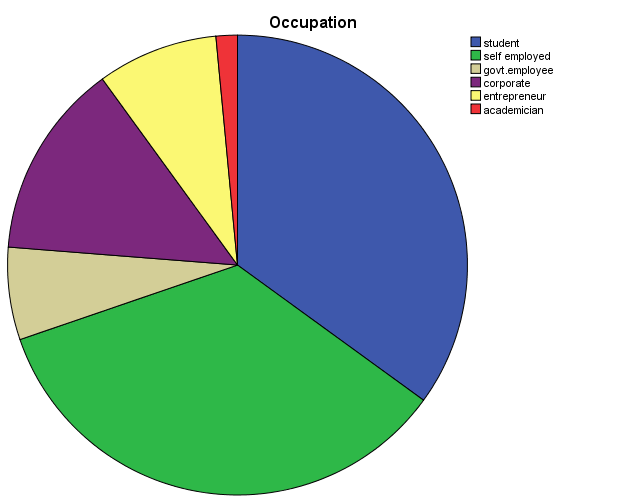 Occupation
student
self employed
govt.employee
corporate
entrepreneur
academician